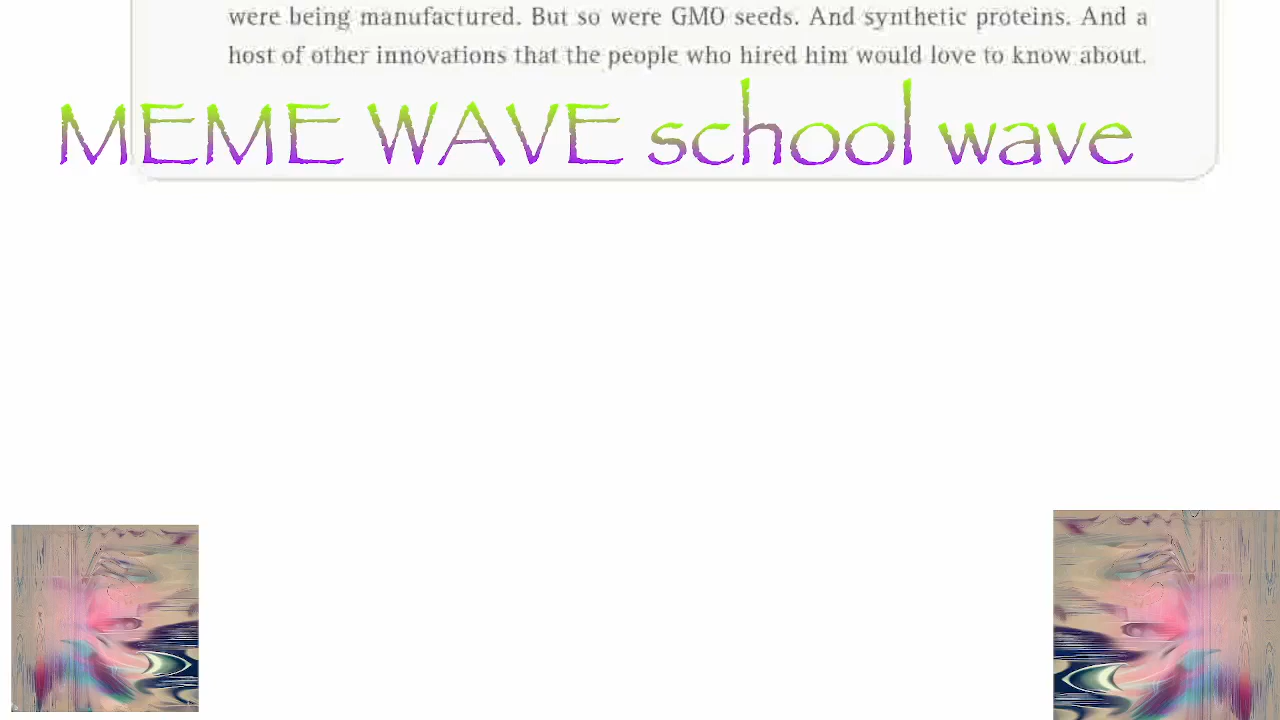 were being manufactured. But so were GMO seeds. And synthetic proteins. And a
host of other innovations that the people who hired him would love to know about.
MEME WAVE school wave